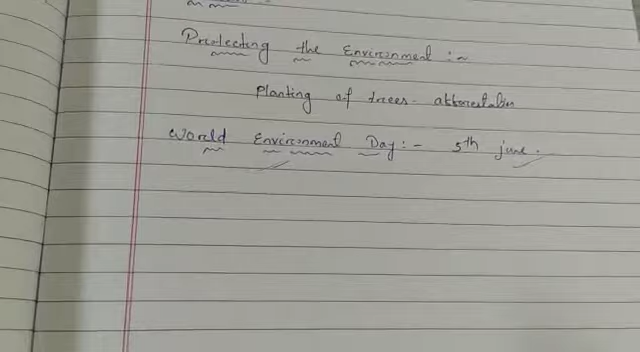 Protecting the Environment :~
Planting of trees - afforestation
World Environment Day :- 5th june.